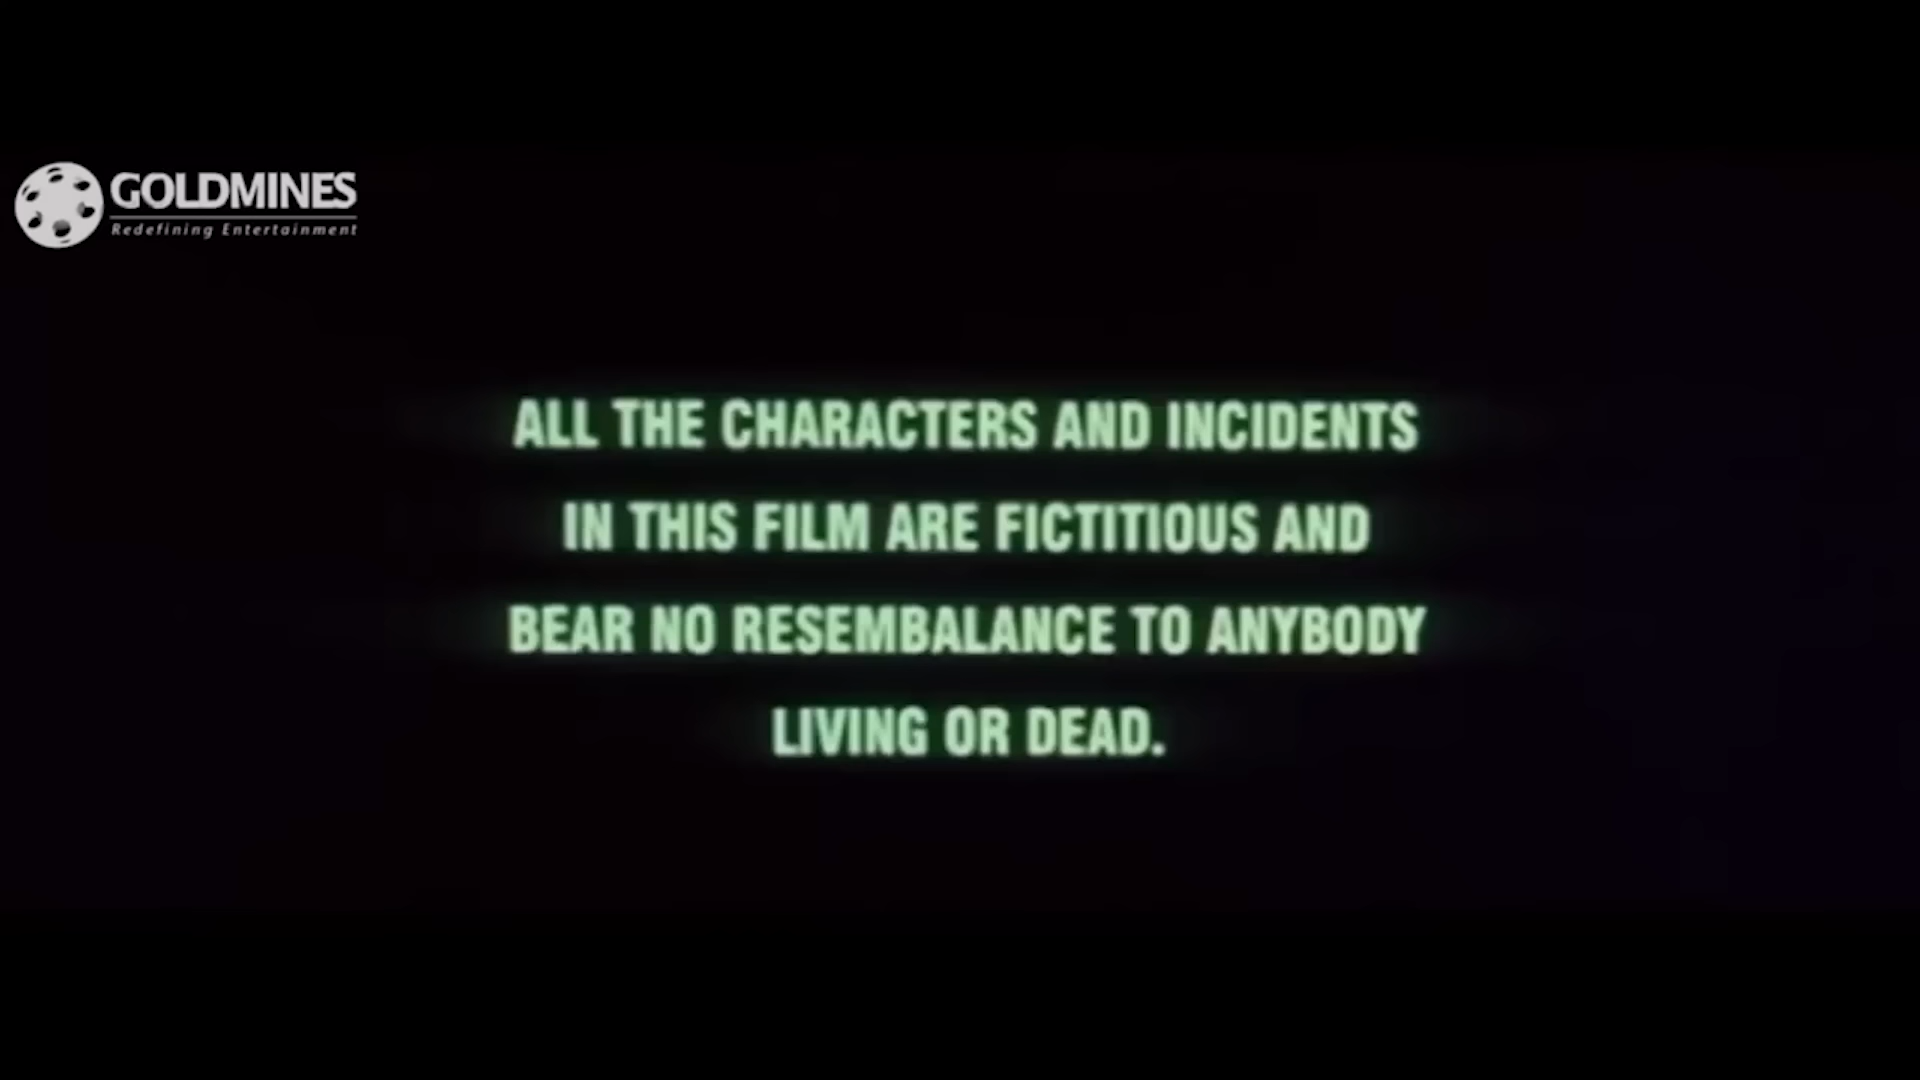 GOLDMINES
Redefining Entertainment
ALL THE CHARACTERS AND INCIDENTS
IN THIS FILM ARE FICTITIOUS AND
BEAR NO RESEMBALANCE TO ANYBODY
LIVING OR DEAD.